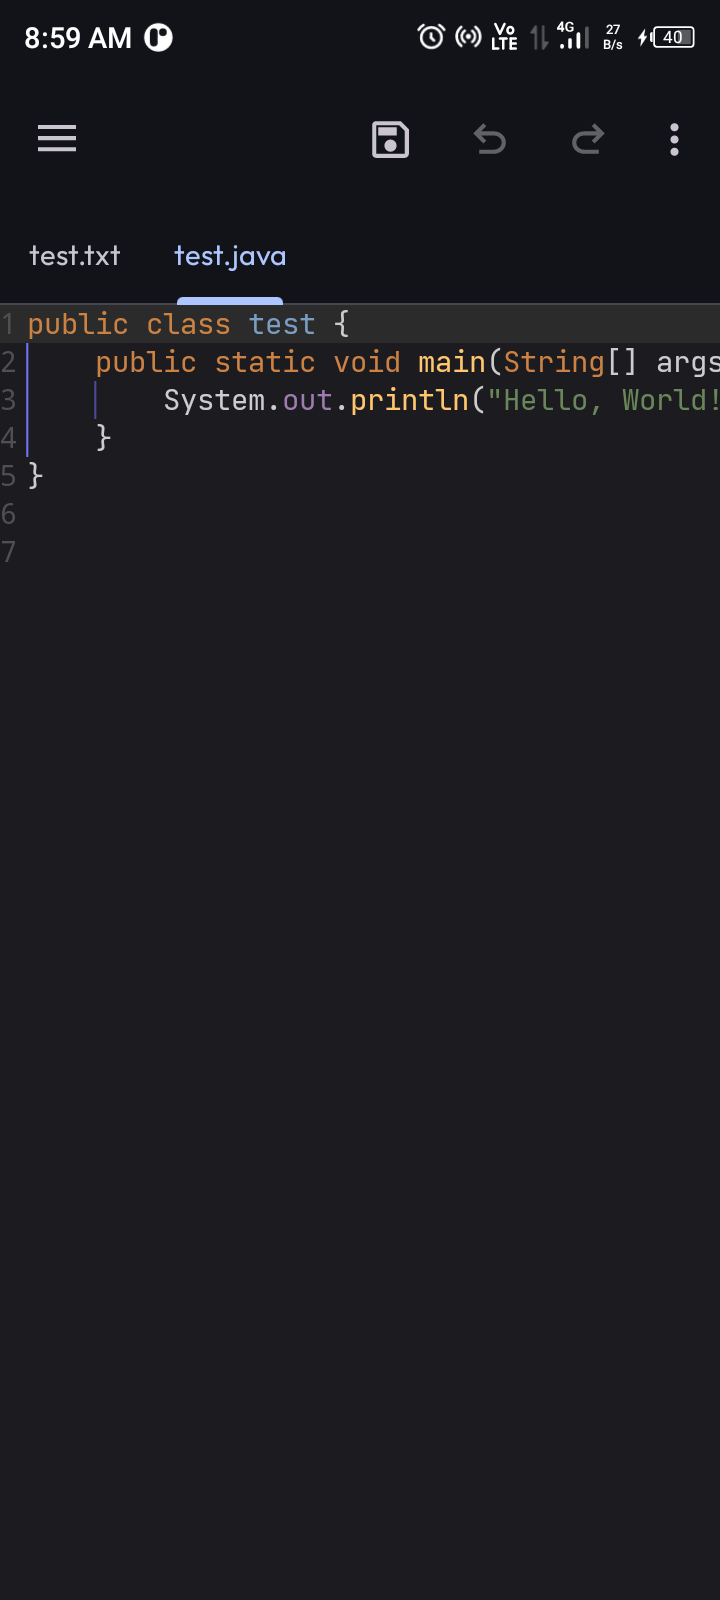 8:59 AM Vo LTE 4G 27 B/s 40
test.txt test.java
1 public class test {
2     public static void main(String[] args
3         System.out.println("Hello, World!
4     }
5 }
6
7